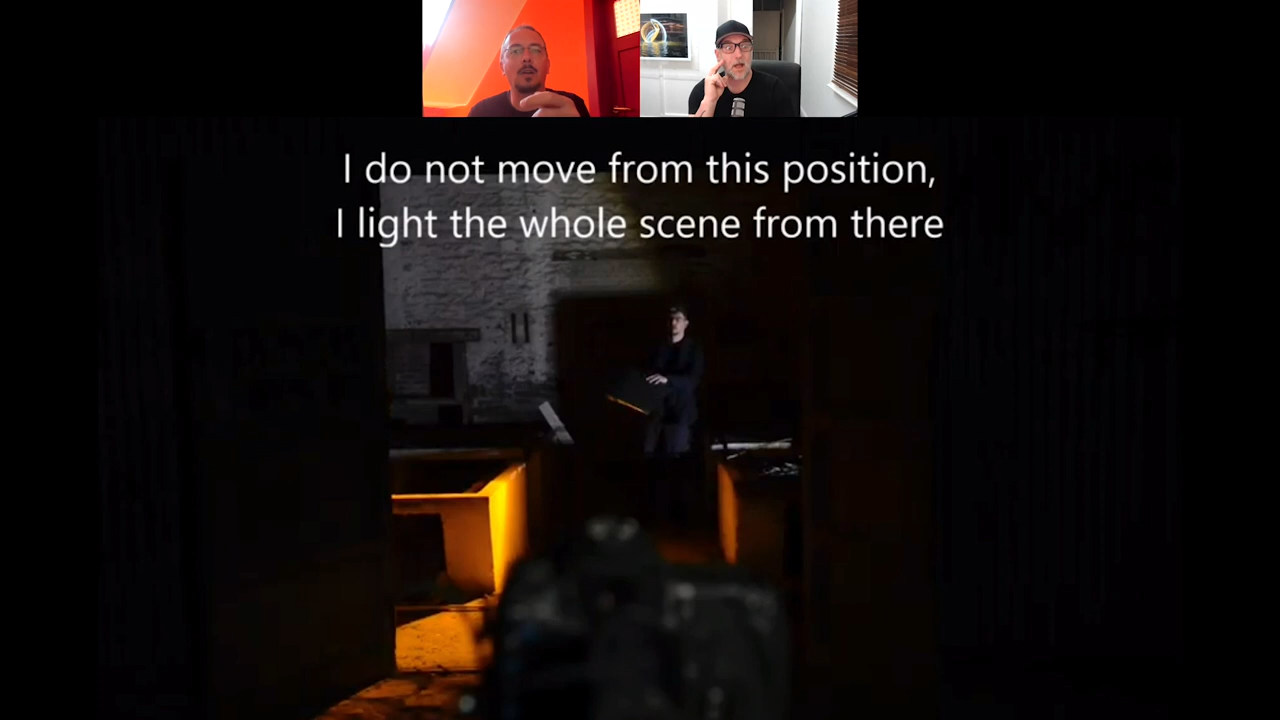 I do not move from this position,
I light the whole scene from there